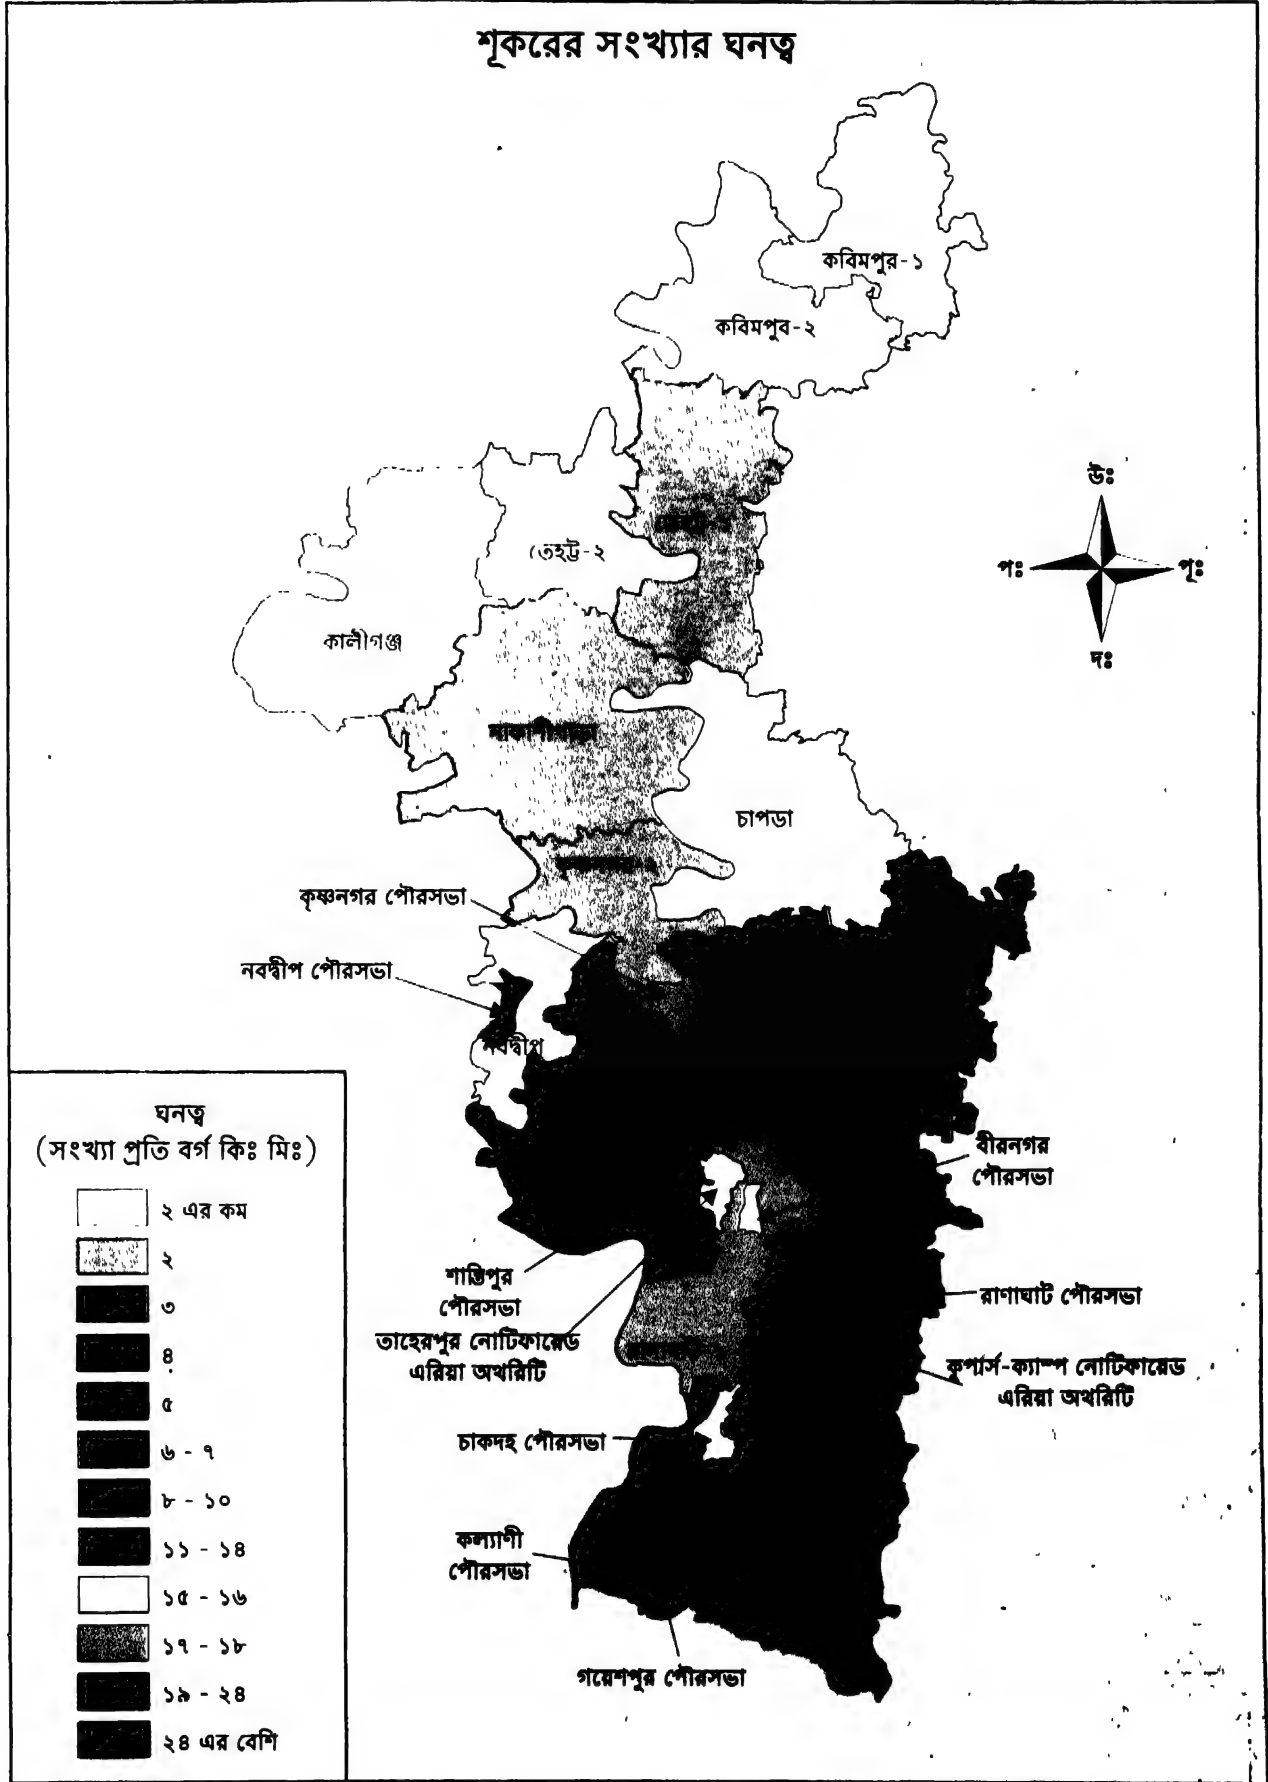 শূকরের সংখ্যার ঘনত্ব
কবিমপুর-১
কবিমপুব-২
উঃ
পঃ
পূঃ
দঃ
তেহট্ট-২
কালীগঞ্জ
নাকাশীপাড়া
চাপডা
কৃষ্ণনগর পৌরসভা
নবদ্বীপ পৌরসভা
নবদ্বীপ
ঘনত্ব
(সংখ্যা প্রতি বর্গ কিঃ মিঃ)
২ এর কম
২
৩
৪
৫
৬ - ৭
৮ - ১০
১১ - ১৪
১৫ - ১৬
১৭ - ১৮
১৯ - ২৪
২৪ এর বেশি
বীরনগর
পৌরসভা
শান্তিপুর
পৌরসভা
রাণাঘাট পৌরসভা
তাহেরপুর নোটিফায়েড
এরিয়া অথরিটি
কুপার্স-ক্যাম্প নোটিফায়েড
এরিয়া অথরিটি
চাকদহ পৌরসভা
কল্যাণী
পৌরসভা
গয়েশপুর পৌরসভা